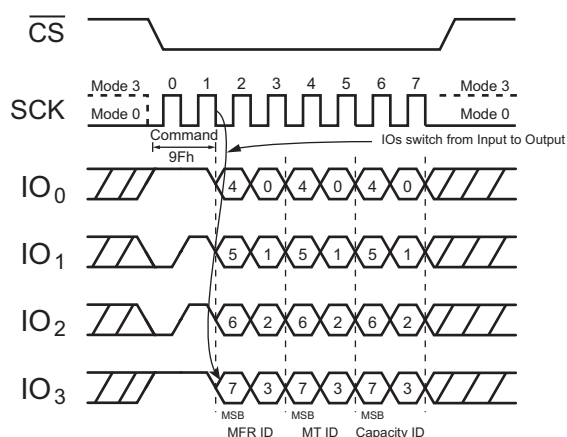 CS
Mode 3 0 1 2 3 4 5 6 7 Mode 3
SCK Mode 0 Mode 0
Command
IOs switch from Input to Output
9Fh
IO0 4 0 4 0 4 0
IO1 5 1 5 1 5 1
IO2 6 2 6 2 6 2
IO3 7 3 7 3 7 3
MSB MSB MSB
MFR ID MT ID Capacity ID